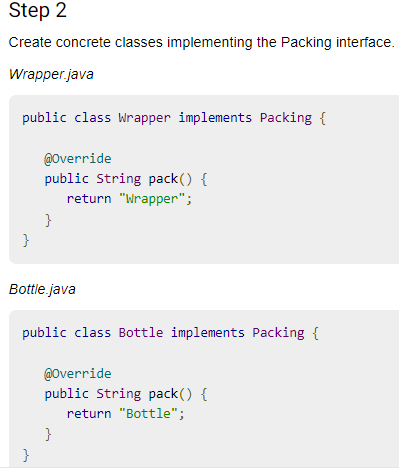 Step 2
Create concrete classes implementing the Packing interface.
Wrapper.java
public class Wrapper implements Packing {
@Override
public String pack() {
return "Wrapper";
}
}
Bottle.java
public class Bottle implements Packing {
@Override
public String pack() {
return "Bottle";
}
}